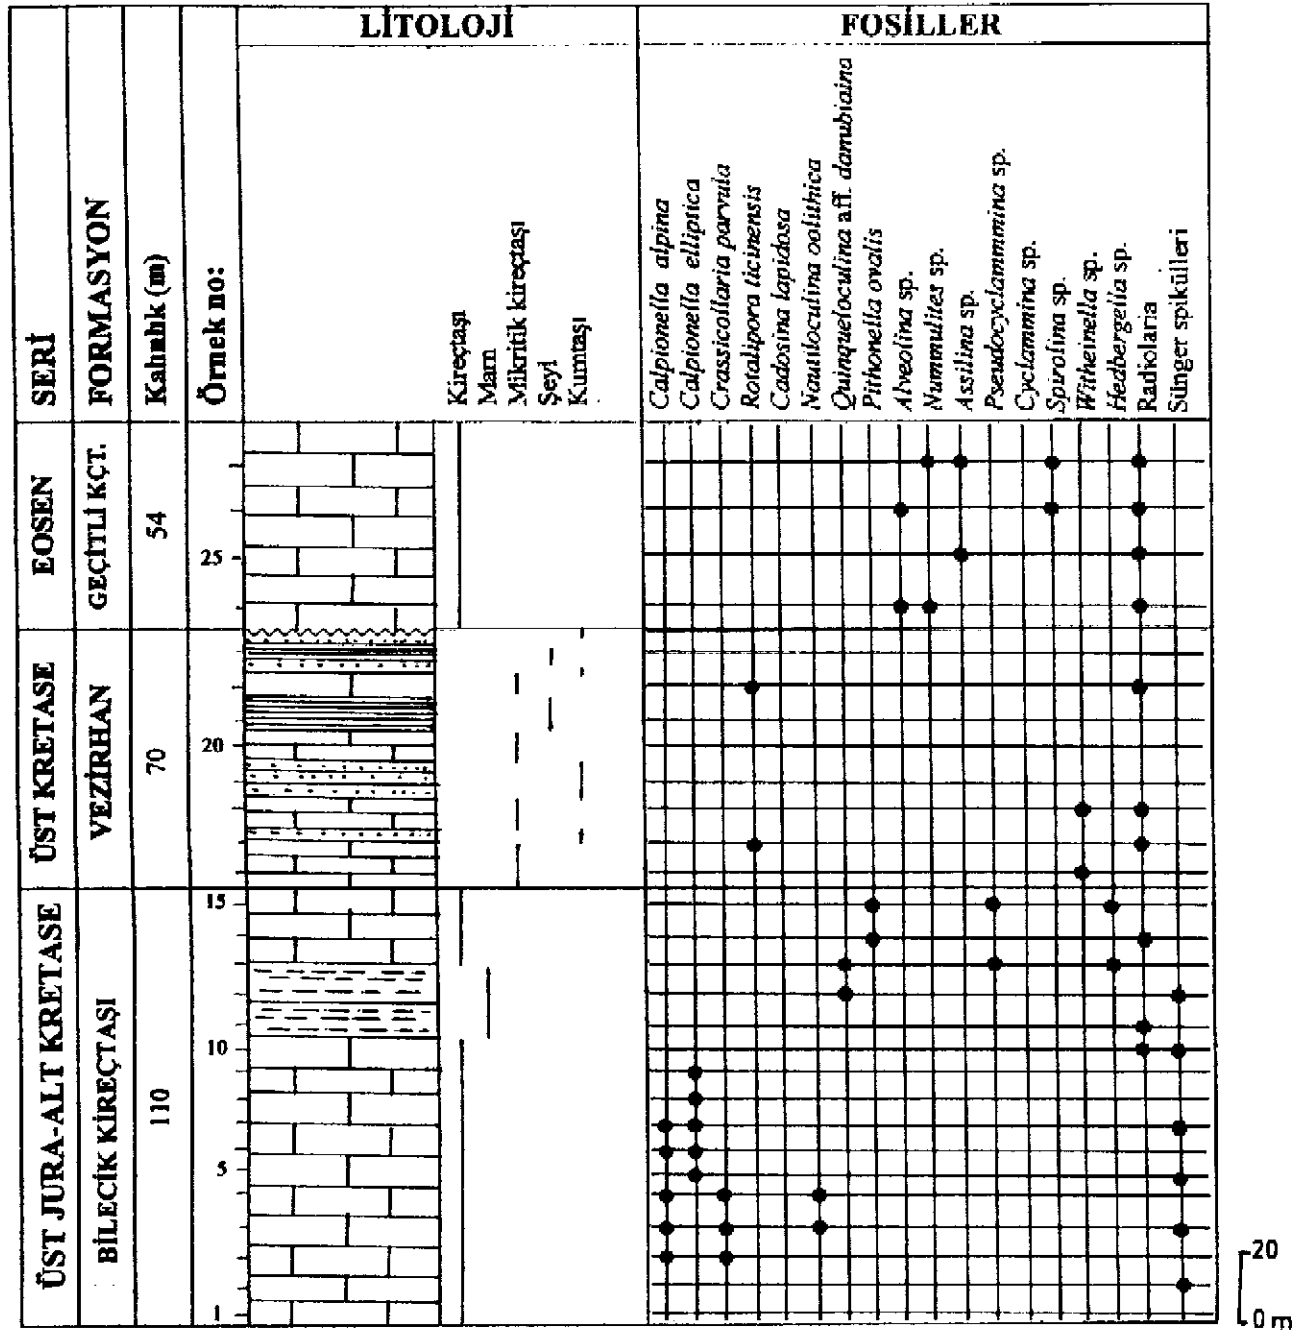 LİTOLOJİ
FOSİLLER
SERİ
FORMASYON
Kalınlık (m)
Örnek no:
Kireçtaşı
Marn
Mikritik kireçtaşı
Şeyl
Kumtaşı
Calpionella alpina
Calpionella elliptica
Crassicollaria parvula
Rotalipora ticinensis
Cadosina lapidosa
Nautiloculina oolithica
Quinqueloculina aff. danubiaina
Pithonella ovalis
Alveolina sp.
Nummulites sp.
Assilina sp.
Pseudocyclammmina sp.
Cyclammina sp.
Spirolina sp.
Witheinella sp.
Hedbergella sp.
Radiolaria
Sünger spikülleri
EOSEN
GEÇİTLİ KÇT.
54
25
ÜST KRETASE
VEZİRHAN
70
20
ÜST JURA-ALT KRETASE
BİLECİK KİREÇTAŞI
110
15
10
5
1
20
0 m